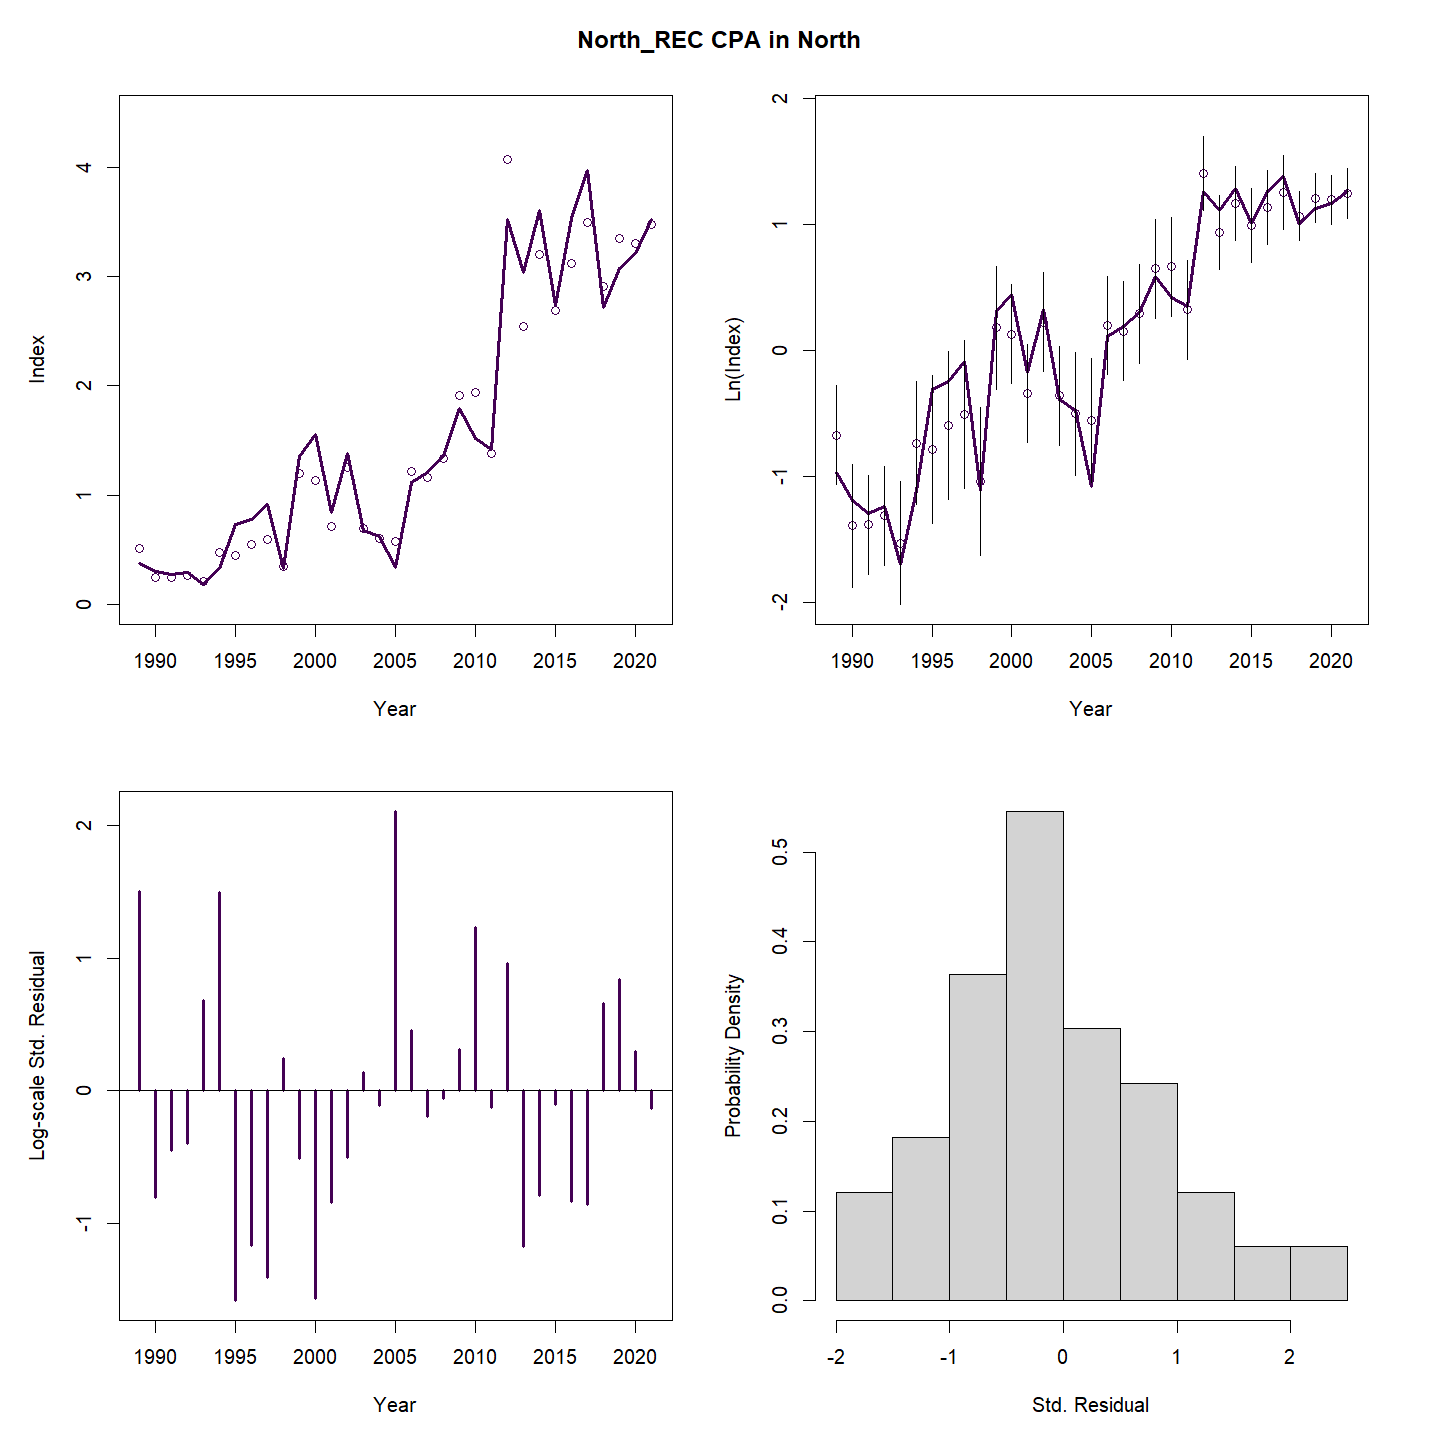 North_REC CPA in North
Index
0 1 2 3 4
1990 1995 2000 2005 2010 2015 2020
Year
Ln(Index)
-2 -1 0 1 2
1990 1995 2000 2005 2010 2015 2020
Year
Log-scale Std. Residual
-1 0 1 2
1990 1995 2000 2005 2010 2015 2020
Year
Probability Density
0.0 0.1 0.2 0.3 0.4 0.5
-2 -1 0 1 2
Std. Residual